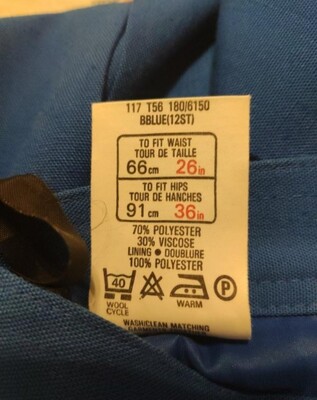 117 T56 180/6150
BBLUE(12ST)
TO FIT WAIST
TOUR DE TAILLE
66cm 26in
TO FIT HIPS
TOUR DE HANCHES
91cm 36in
70% POLYESTER
30% VISCOSE
LINING ● DOUBLURE
100% POLYESTER
40 P
WOOL WARM
CYCLE
WASH/CLEAN MATCHING